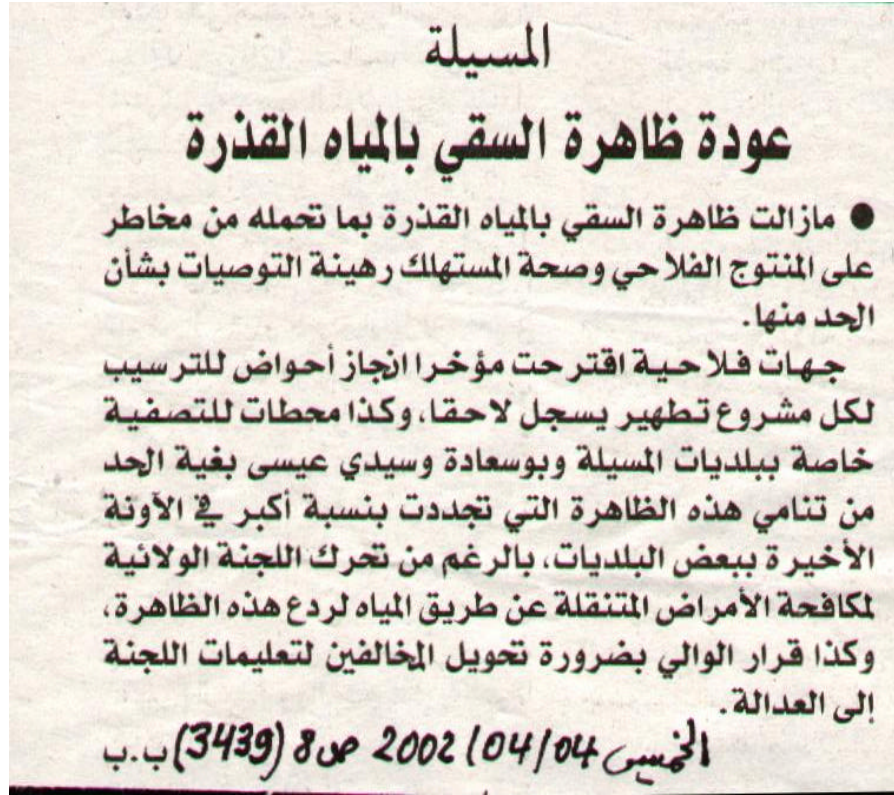 المسيلة
عودة ظاهرة السقي بالمياه القذرة
● مازالت ظاهرة السقي بالمياه القذرة بما تحمله من مخاطر
على المنتوج الفلاحي وصحة المستهلك رهينة التوصيات بشأن
الحد منها.
جهات فلاحية اقترحت مؤخرا انجاز أحواض للترسيب
لكل مشروع تطهير يسجل لاحقا، وكذا محطات للتصفية
خاصة ببلديات المسيلة وبوسعادة وسيدي عيسى بغية الحد
من تنامي هذه الظاهرة التي تجددت بنسبة أكبر في الآونة
الأخيرة ببعض البلديات، بالرغم من تحرك اللجنة الولائية
لمكافحة الأمراض المتنقلة عن طريق المياه لردع هذه الظاهرة،
وكذا قرار الوالي بضرورة تحويل المخالفين لتعليمات اللجنة
إلى العدالة.
الخميس 04/04/2002 ص 8 (3439) ب.ب